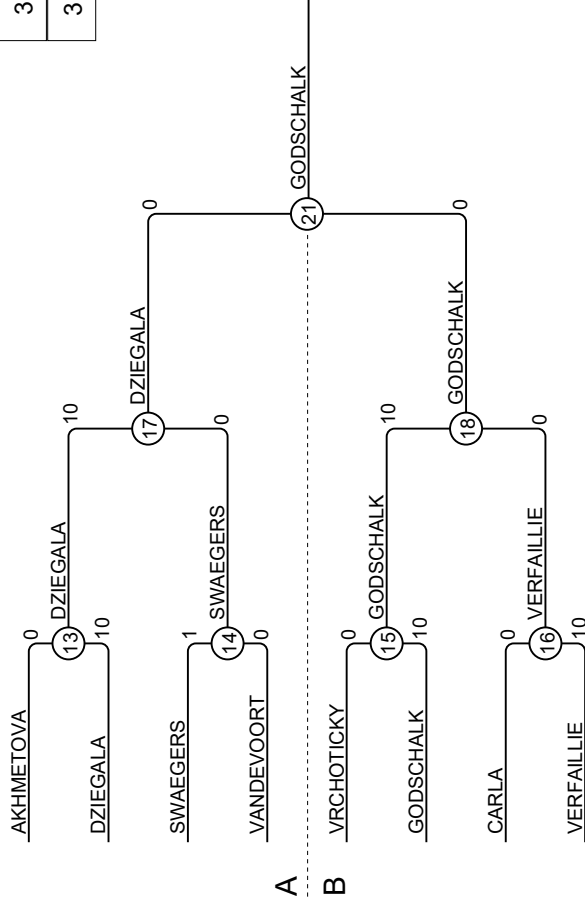 3
3
AKHMETOVA
0
13
10
DZIEGALA
DZIEGALA
10
17
0
DZIEGALA
0
SWAEGERS
1
14
0
VANDEVOORT
SWAEGERS
21
GODSCHALK
A
B
VRCHOTICKY
0
15
10
GODSCHALK
GODSCHALK
10
18
0
GODSCHALK
0
CARLA
0
16
10
VERFAILLIE
VERFAILLIE